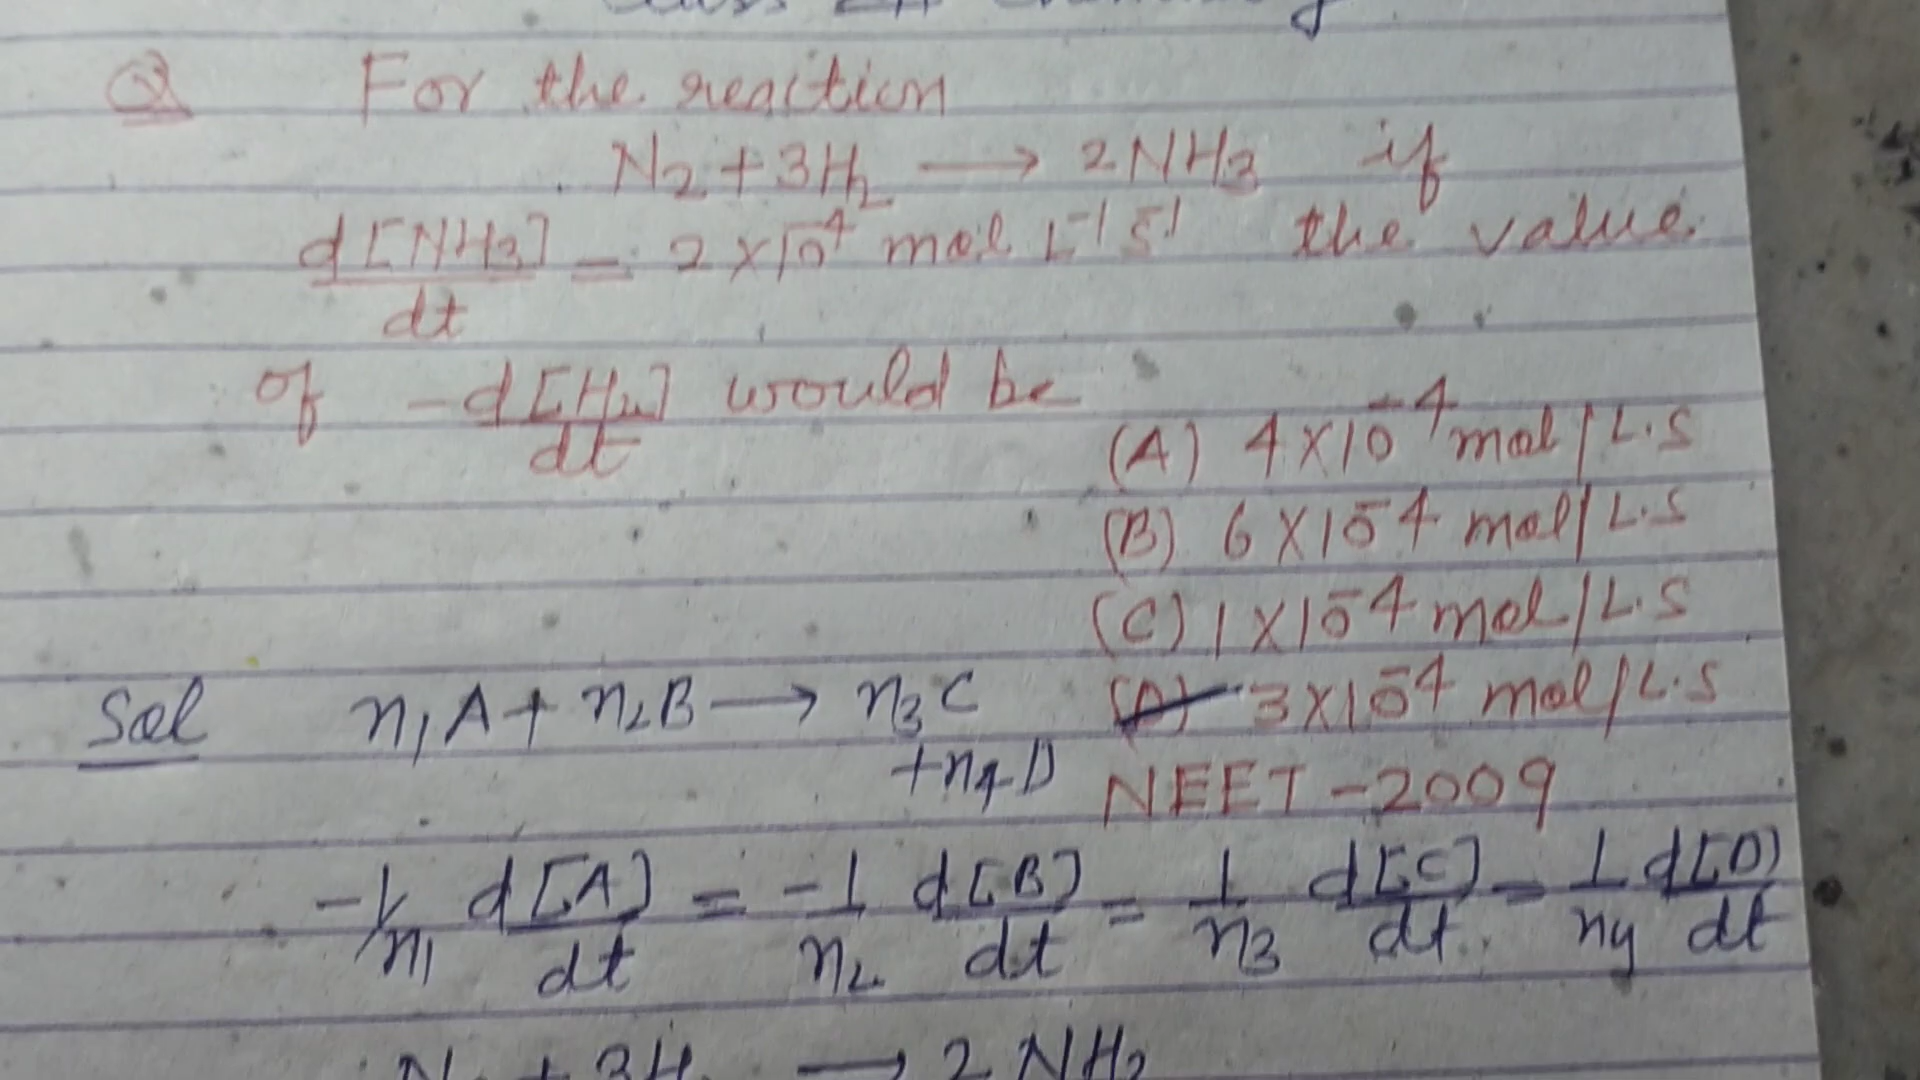 Q For the reaction
N₂ + 3H₂ → 2NH₃ if
d[NH₃]/dt = 2 × 10⁻⁴ mol L⁻¹ S⁻¹ the value
of -d[H₂]/dt would be
(A) 4×10⁻⁴ mol/L.S
(B) 6×10⁻⁴ mol/L.S
(C) 1×10⁻⁴ mol/L.S
(D) 3×10⁻⁴ mol/L.S
NEET-2009
Sol n₁A + n₂B → n₃C
+n₄D
-1/n₁ d[A]/dt = -1/n₂ d[B]/dt = 1/n₃ d[C]/dt = 1/n₄ d[D]/dt
N₂ + 3H₂ → 2NH₃